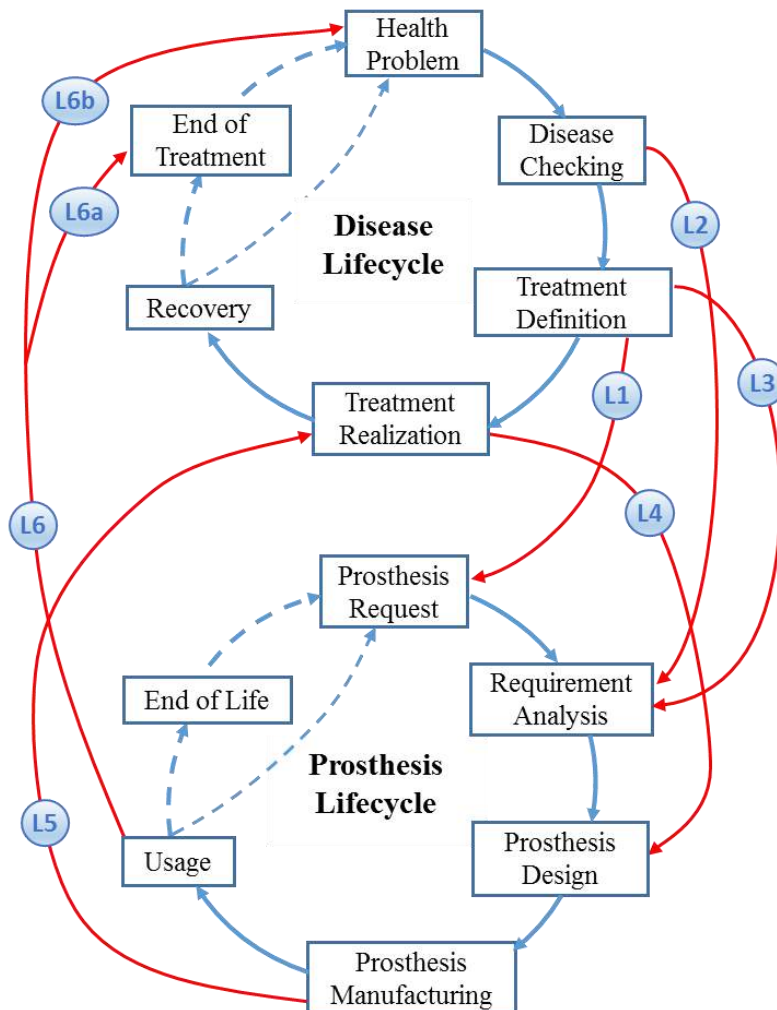 Health
Problem
L6b
End of
Treatment
Disease
Checking
L6a
L2
Disease
Lifecycle
Recovery
Treatment
Definition
L3
L1
Treatment
Realization
L6
L4
Prosthesis
Request
End of Life
Requirement
Analysis
Prosthesis
Lifecycle
L5
Usage
Prosthesis
Design
Prosthesis
Manufacturing